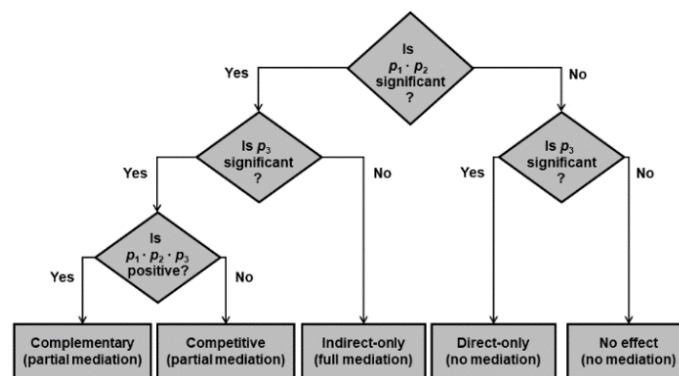 Is
p₁ · p₂
significant
?
Yes
No
Is p₃
significant
?
Is p₃
significant
?
Yes
No
Yes
No
Is
p₁ · p₂ · p₃
positive?
Yes
No
Complementary
(partial mediation)
Competitive
(partial mediation)
Indirect-only
(full mediation)
Direct-only
(no mediation)
No effect
(no mediation)